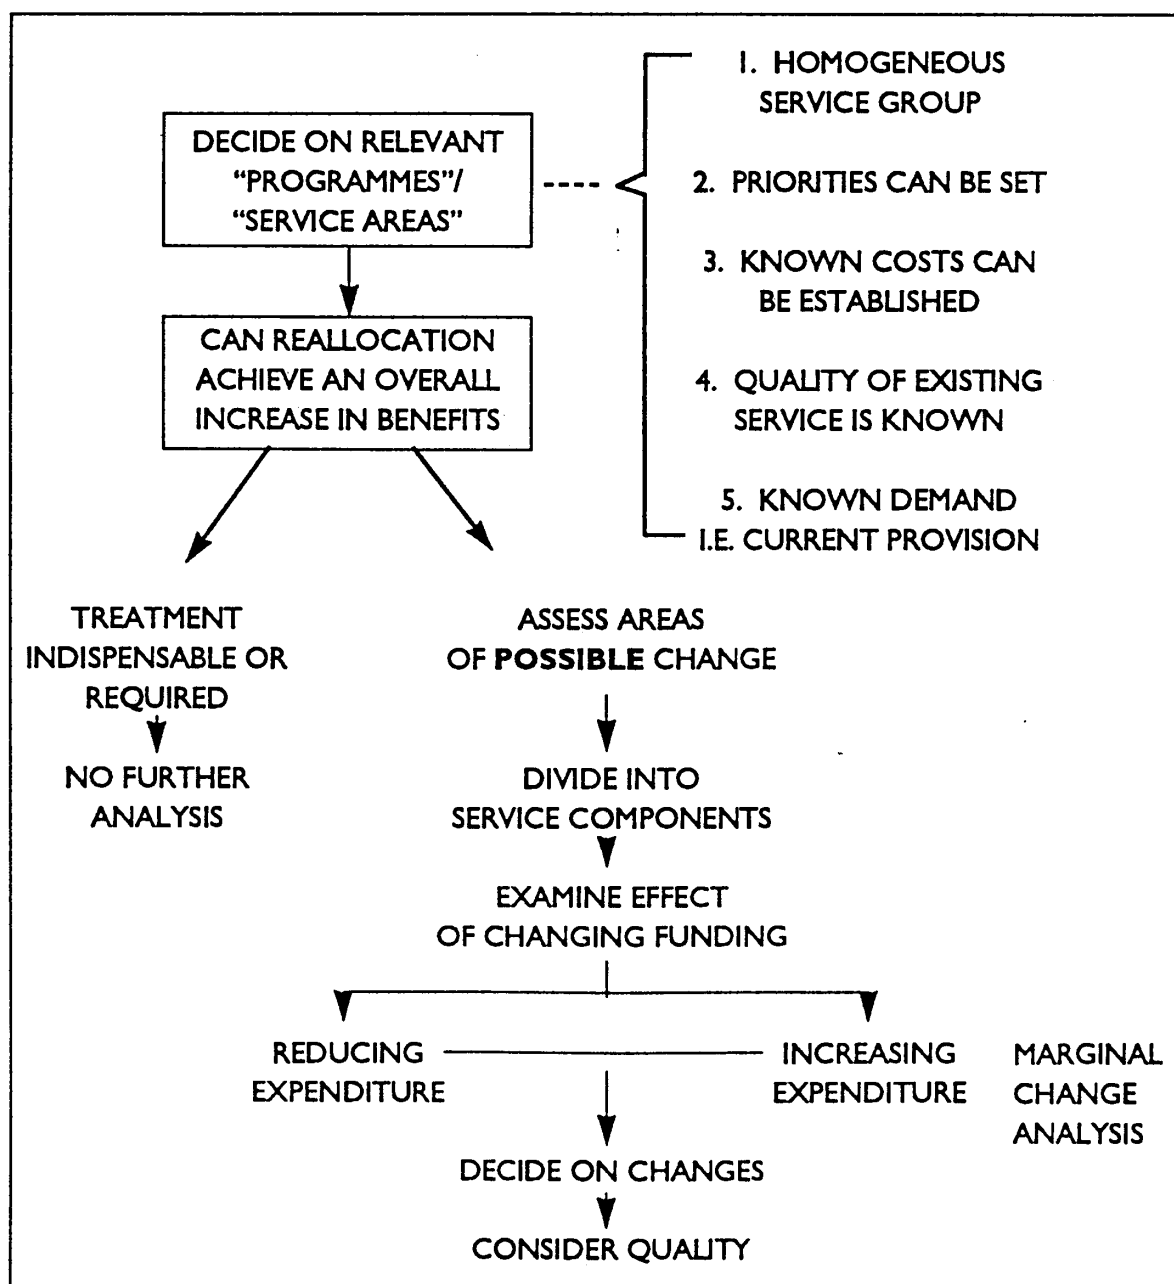 DECIDE ON RELEVANT
“PROGRAMMES”/
“SERVICE AREAS”
1. HOMOGENEOUS
SERVICE GROUP
2. PRIORITIES CAN BE SET
3. KNOWN COSTS CAN
BE ESTABLISHED
4. QUALITY OF EXISTING
SERVICE IS KNOWN
5. KNOWN DEMAND
I.E. CURRENT PROVISION
CAN REALLOCATION
ACHIEVE AN OVERALL
INCREASE IN BENEFITS
TREATMENT
INDISPENSABLE OR
REQUIRED
NO FURTHER
ANALYSIS
ASSESS AREAS
OF POSSIBLE CHANGE
DIVIDE INTO
SERVICE COMPONENTS
EXAMINE EFFECT
OF CHANGING FUNDING
REDUCING
EXPENDITURE
INCREASING
EXPENDITURE
MARGINAL
CHANGE
ANALYSIS
DECIDE ON CHANGES
CONSIDER QUALITY